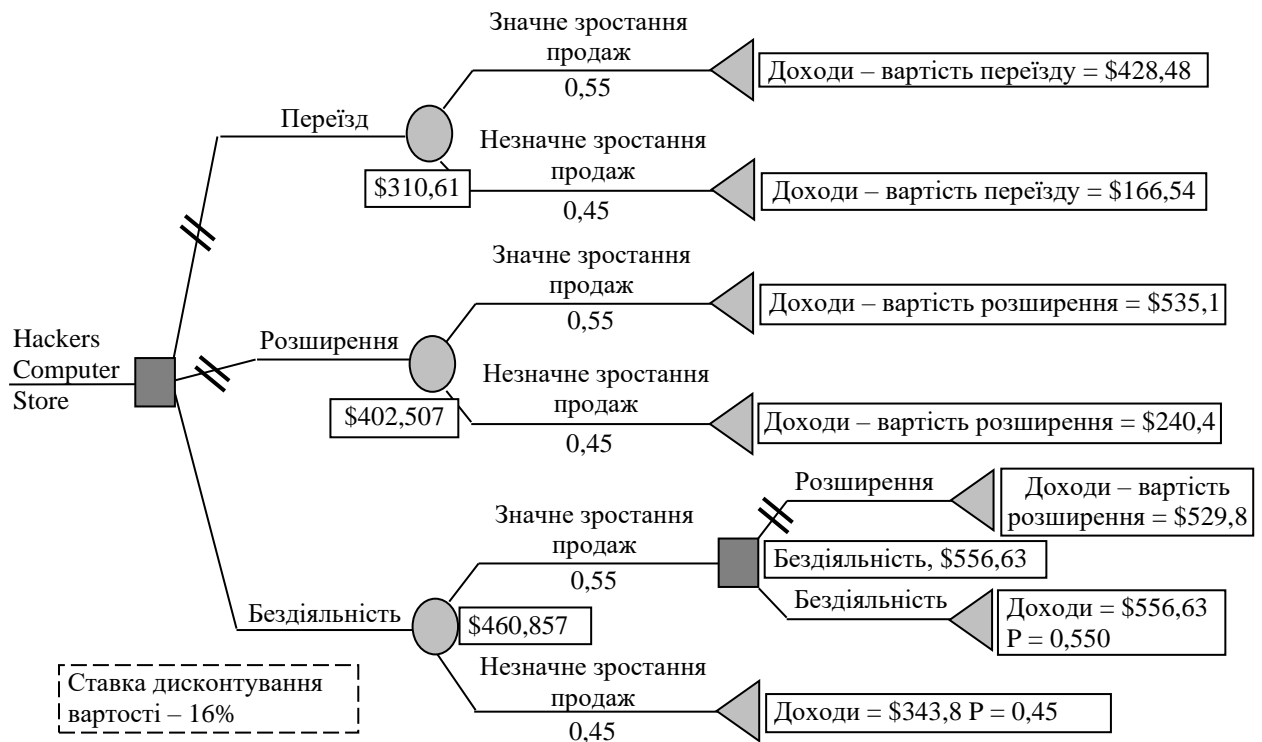 Значне зростання
продаж
0,55
Доходи – вартість переїзду = $428,48
Переїзд
Незначне зростання
продаж
0,45
$310,61
Доходи – вартість переїзду = $166,54
Значне зростання
продаж
0,55
Доходи – вартість розширення = $535,1
Hackers
Computer
Store
Розширення
Незначне зростання
продаж
0,45
$402,507
Доходи – вартість розширення = $240,4
Розширення
Доходи – вартість
розширення = $529,8
Значне зростання
продаж
0,55
Бездіяльність, $556,63
Бездіяльність
Доходи = $556,63
P = 0,550
Бездіяльність
$460,857
Незначне зростання
продаж
0,45
Доходи = $343,8 P = 0,45
Ставка дисконтування
вартості – 16%